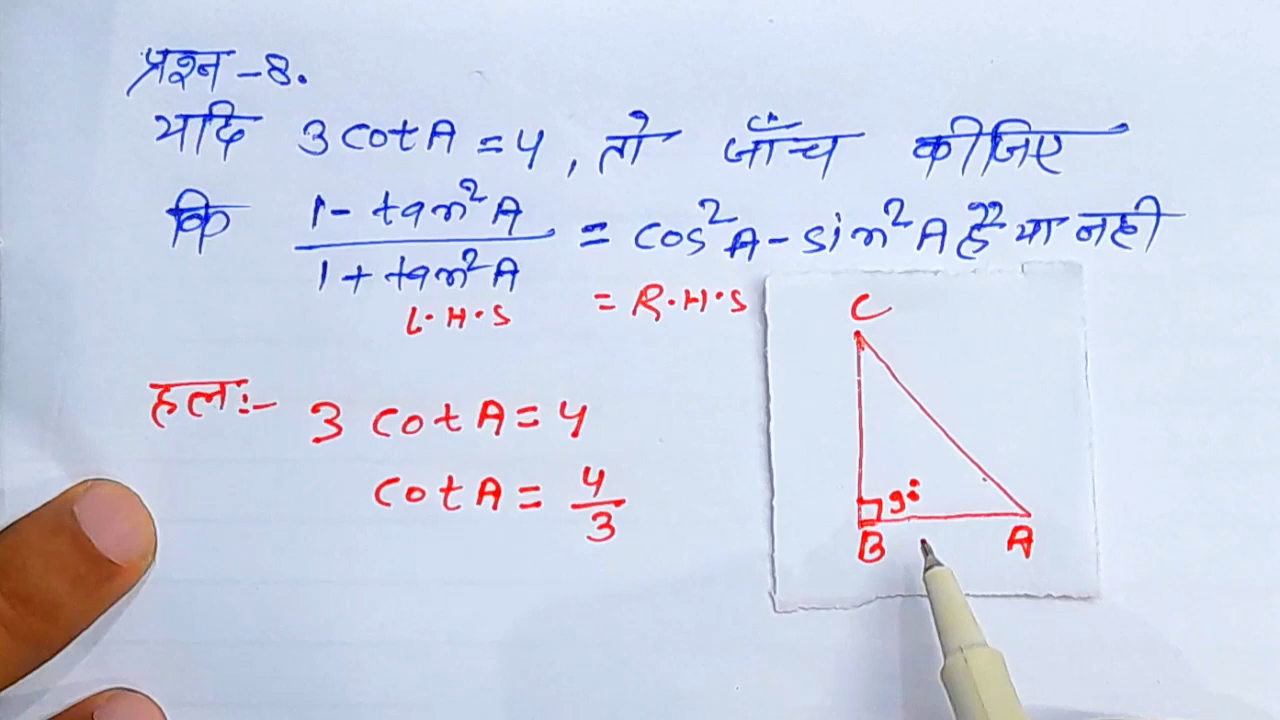 प्रश्न -8.
यदि 3 cot A = 4, तो जाँच कीजिए
कि (1 - tan²A)/(1 + tan²A) = cos²A - sin²A है या नही
L.H.S = R.H.S
हलः- 3 cot A = 4
cot A = 4/3
C
90°
B A